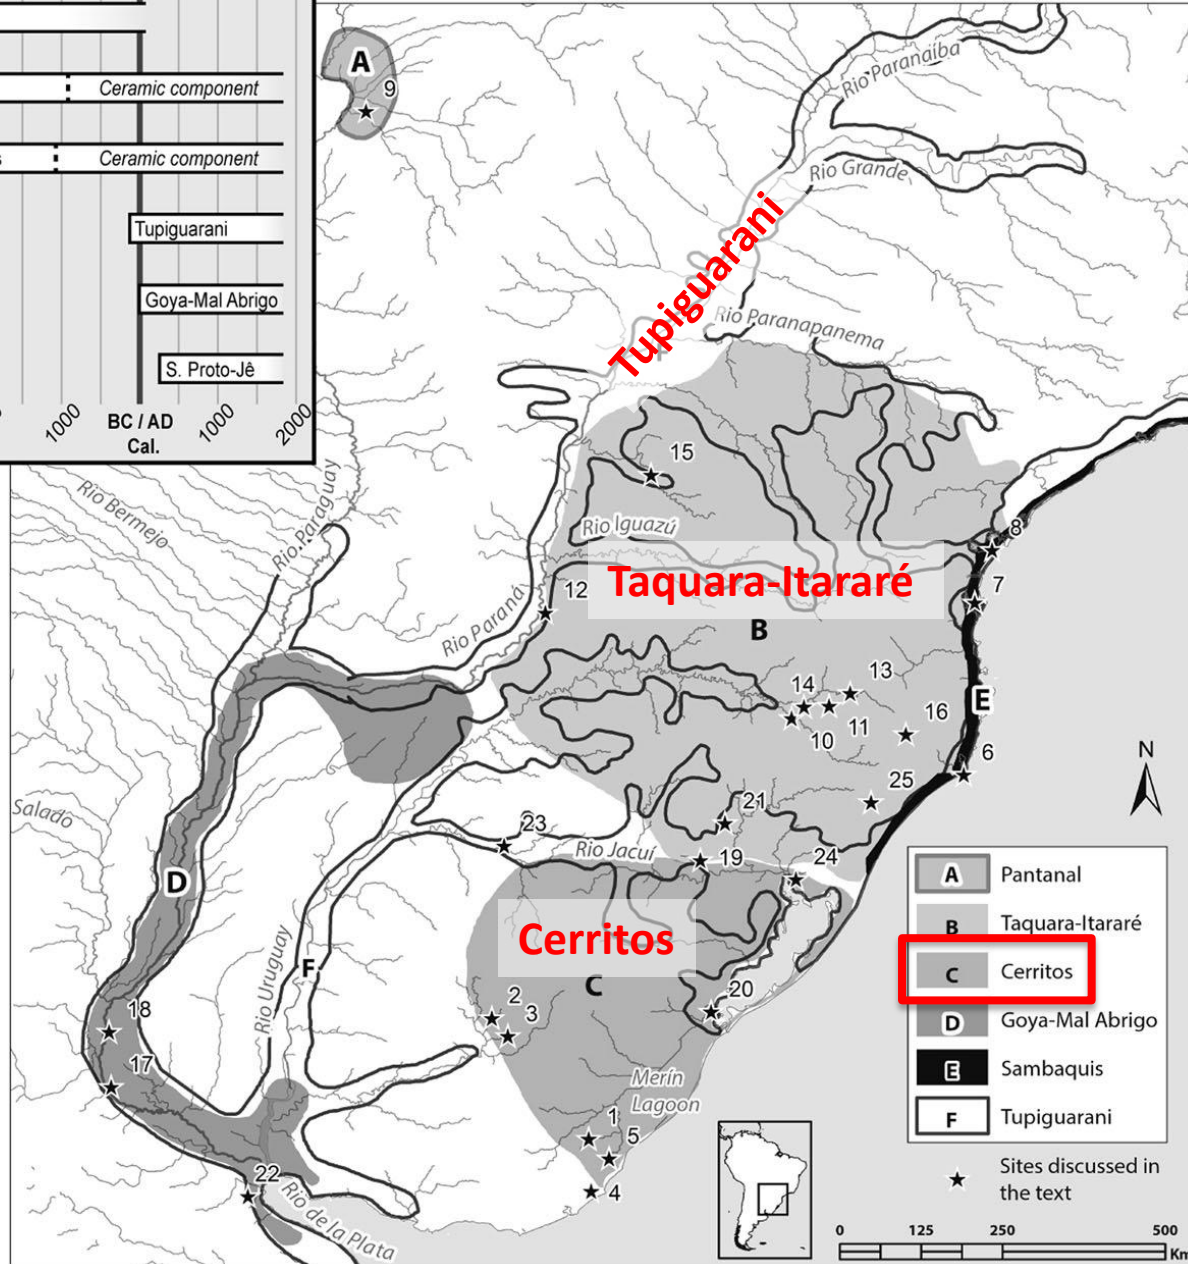 Ceramic component
s
Ceramic component
Tupiguarani
Goya-Mal Abrigo
S. Proto-Jê
1000
BC / AD
Cal.
1000
2000
A
9
Rio Paranaíba
Rio Grande
Tupiguarani
Rio Paranapanema
15
Rio Bermejo
Rio Paraguay
Rio Iguazú
8
7
12
Taquara-Itararé
Rio Paraná
B
13
14
E
11
16
10
6
N
25
Salado
21
23
Rio Jacuí
19
24
D
Cerritos
Rio Uruguay
F
C
2
3
20
18
17
Merín
Lagoon
1
5
4
22
Rio de la Plata
A Pantanal
B Taquara-Itararé
C Cerritos
D Goya-Mal Abrigo
E Sambaquis
F Tupiguarani
Sites discussed in
the text
0 125 250 500
Km